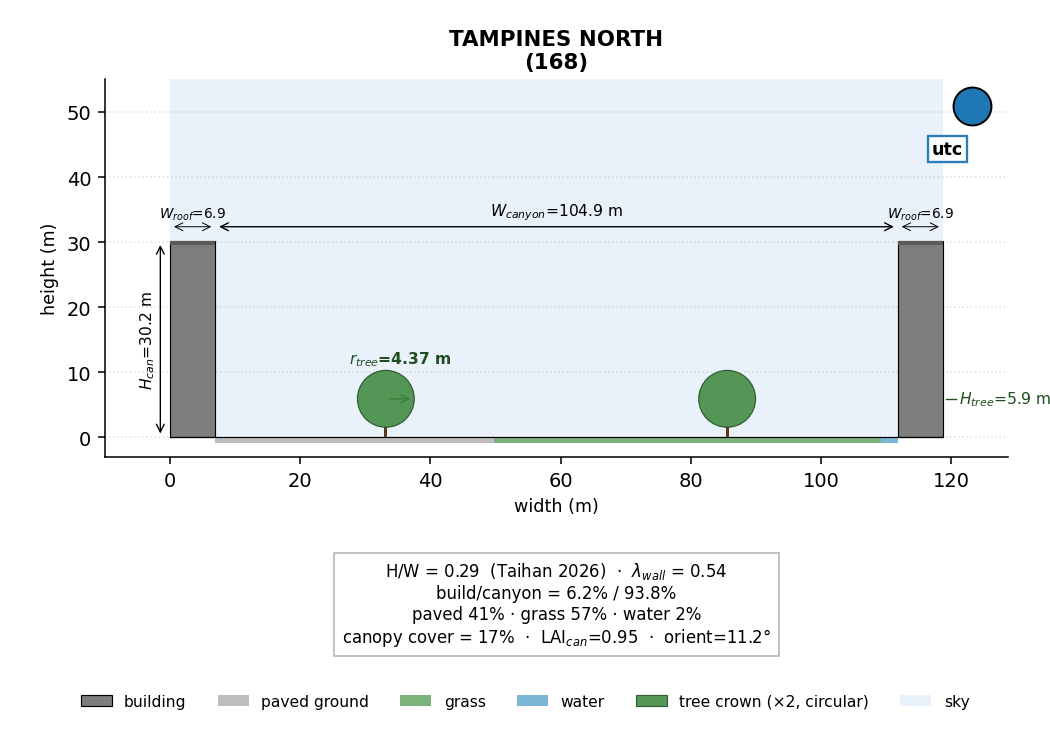 TAMPINES NORTH
(168)
utc
W_roof=6.9
W_canyon=104.9 m
W_roof=6.9
H_can=30.2 m
r_tree=4.37 m
H_tree=5.9 m
height (m)
50
40
30
20
10
0
0 20 40 60 80 100 120
width (m)
H/W = 0.29 (Taihan 2026) · λ_wall = 0.54
build/canyon = 6.2% / 93.8%
paved 41% · grass 57% · water 2%
canopy cover = 17% · LAI_can=0.95 · orient=11.2°
building paved ground grass water tree crown (×2, circular) sky